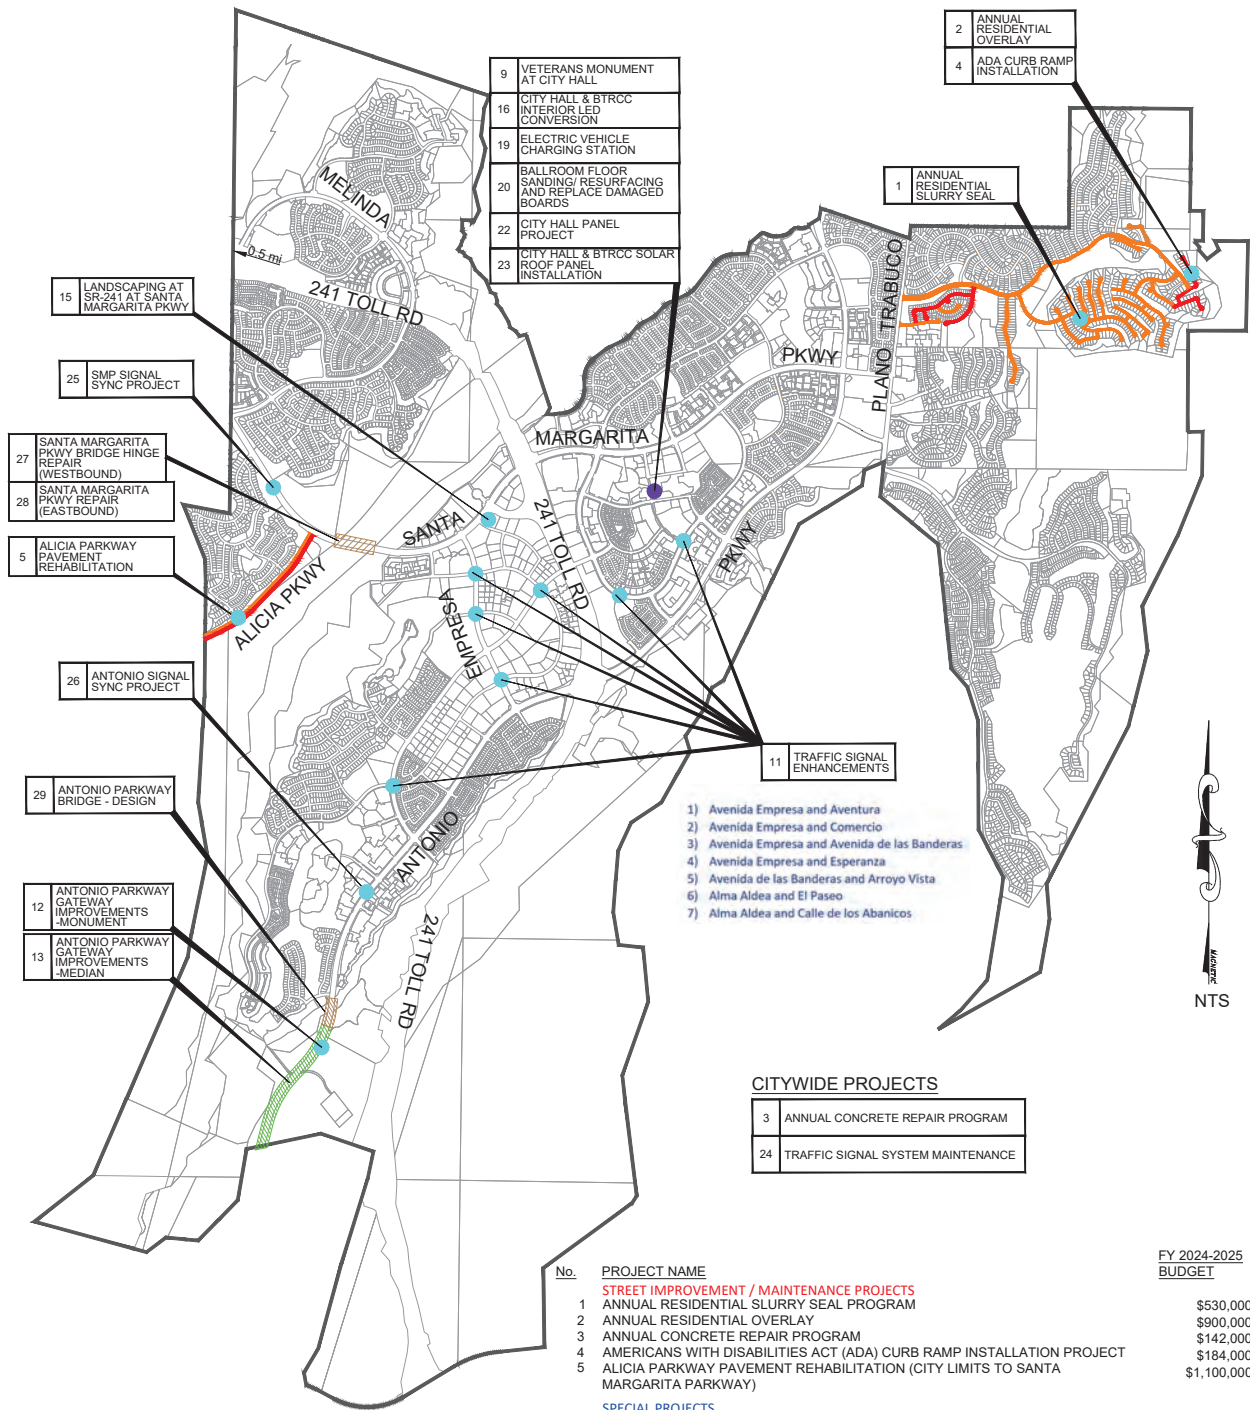 2 ANNUAL
RESIDENTIAL
OVERLAY
4 ADA CURB RAMP
INSTALLATION
9 VETERANS MONUMENT
AT CITY HALL
16 CITY HALL & BTRCC
INTERIOR LED
CONVERSION
19 ELECTRIC VEHICLE
CHARGING STATION
20 BALLROOM FLOOR
SANDING/ RESURFACING
AND REPLACE DAMAGED
BOARDS
22 CITY HALL PANEL
PROJECT
23 CITY HALL & BTRCC SOLAR
ROOF PANEL
INSTALLATION
1 ANNUAL
RESIDENTIAL
SLURRY SEAL
MELINDA
0.5 mi
241 TOLL RD
PLANO TRABUCO
15 LANDSCAPING AT
SR-241 AT SANTA
MARGARITA PKWY
PKWY
25 SMP SIGNAL
SYNC PROJECT
MARGARITA
27 SANTA MARGARITA
PKWY BRIDGE HINGE
REPAIR
(WESTBOUND)
28 SANTA MARGARITA
PKWY REPAIR
(EASTBOUND)
SANTA
241 TOLL RD
PKWY
5 ALICIA PARKWAY
PAVEMENT
REHABILITATION
ALICIA PKWY
EMPRESA
26 ANTONIO SIGNAL
SYNC PROJECT
11 TRAFFIC SIGNAL
ENHANCEMENTS
29 ANTONIO PARKWAY
BRIDGE - DESIGN
1) Avenida Empresa and Aventura
2) Avenida Empresa and Comercio
3) Avenida Empresa and Avenida de las Banderas
4) Avenida Empresa and Esperanza
5) Avenida de las Banderas and Arroyo Vista
6) Alma Aldea and El Paseo
7) Alma Aldea and Calle de los Abanicos
ANTONIO
12 ANTONIO PARKWAY
GATEWAY
IMPROVEMENTS
-MONUMENT
13 ANTONIO PARKWAY
GATEWAY
IMPROVEMENTS
-MEDIAN
241 TOLL RD
MAGNETIC
NTS
CITYWIDE PROJECTS
3 ANNUAL CONCRETE REPAIR PROGRAM
24 TRAFFIC SIGNAL SYSTEM MAINTENANCE
FY 2024-2025
No. PROJECT NAME BUDGET
STREET IMPROVEMENT / MAINTENANCE PROJECTS
1 ANNUAL RESIDENTIAL SLURRY SEAL PROGRAM $530,000
2 ANNUAL RESIDENTIAL OVERLAY $900,000
3 ANNUAL CONCRETE REPAIR PROGRAM $142,000
4 AMERICANS WITH DISABILITIES ACT (ADA) CURB RAMP INSTALLATION PROJECT $184,000
5 ALICIA PARKWAY PAVEMENT REHABILITATION (CITY LIMITS TO SANTA $1,100,000
MARGARITA PARKWAY)
SPECIAL PROJECTS